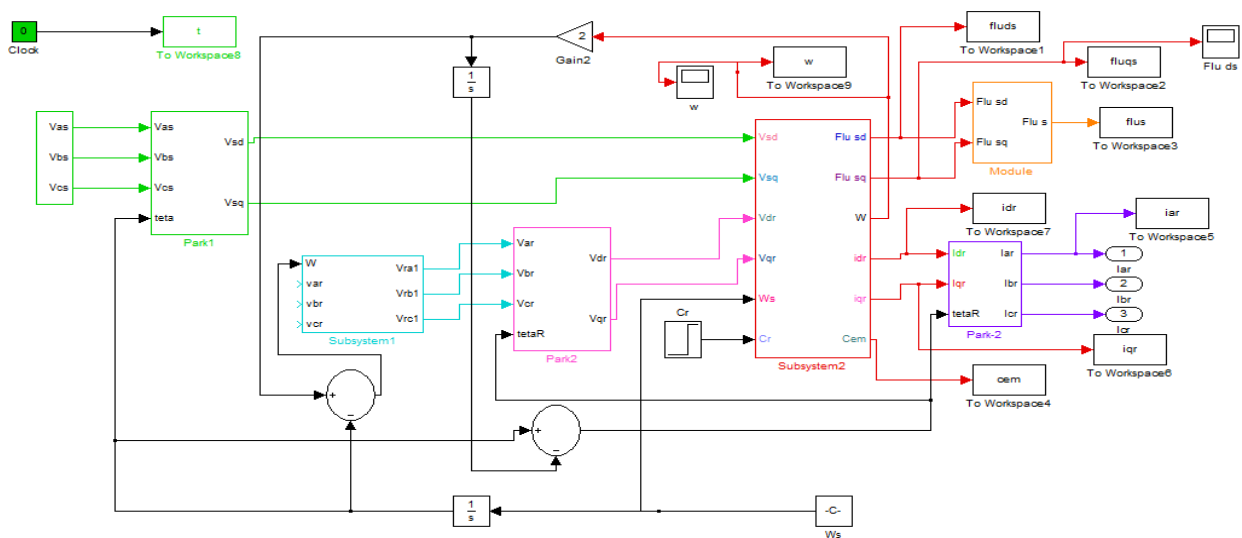 0
Clock
t
To Workspace8
2
Gain2
1
s
w
w
To Workspace9
fluds
To Workspace1
fluqs
To Workspace2
Flu ds
Vas
Vbs
Vcs
Vas
Vbs
Vcs
teta
Vsd
Vsq
Park1
Vsd
Vsq
Vdr
Vqr
Ws
Cr
Flu sd
Flu sq
W
idr
iqr
Cem
Subsystem2
Flu sd
Flu sq
Flu s
Module
flus
To Workspace3
idr
To Workspace7
iar
To Workspace5
Idr
Iqr
tetaR
Iar
Ibr
Icr
Park-2
1
Iar
2
Ibr
3
Icr
iqr
To Workspace6
cem
To Workspace4
W
var
vbr
vcr
Vra1
Vrb1
Vrc1
Subsystem1
Var
Vbr
Vcr
tetaR
Vdr
Vqr
Park2
Cr
+
−
+
−
1
s
-C-
Ws